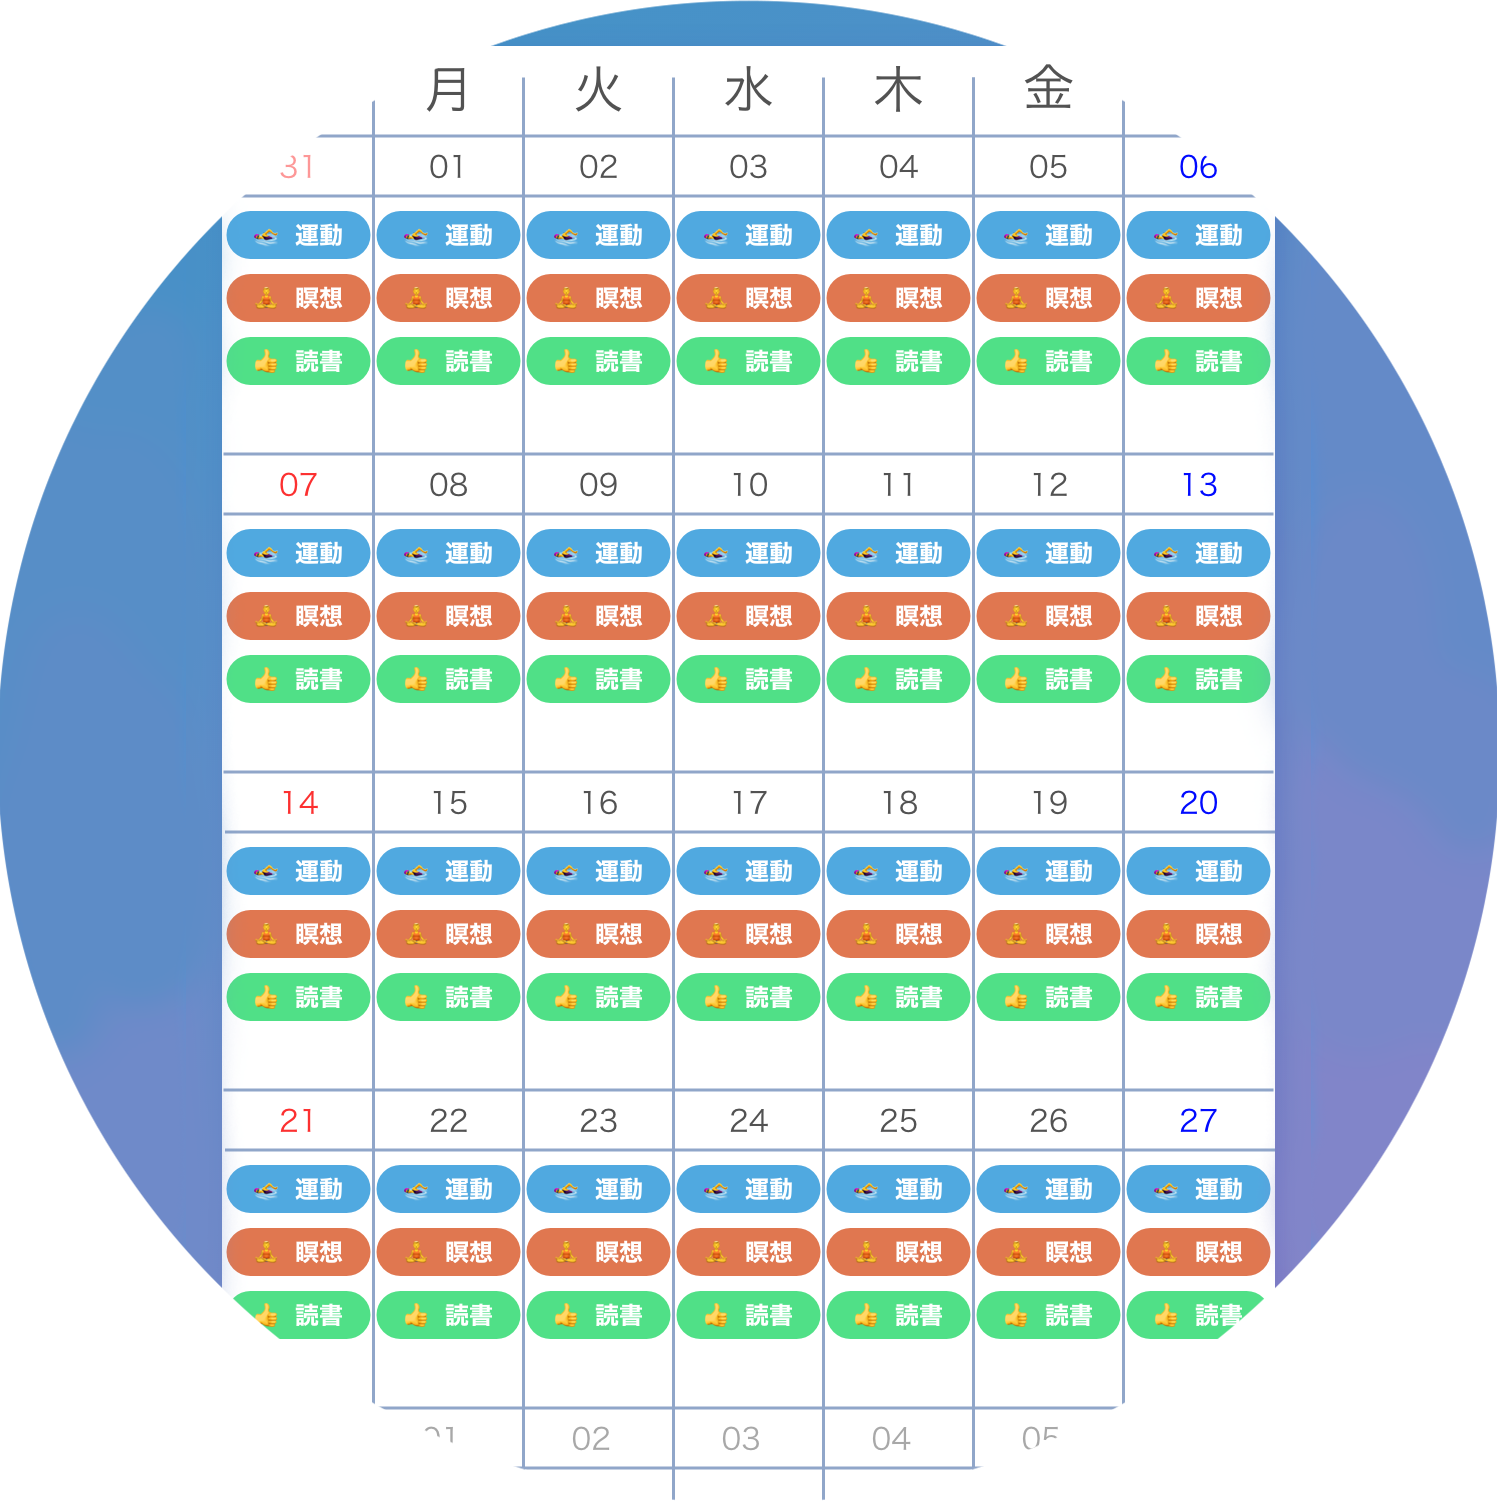 月 火 水 木 金
31 01 02 03 04 05 06
運動 運動 運動 運動 運動 運動 運動
瞑想 瞑想 瞑想 瞑想 瞑想 瞑想 瞑想
読書 読書 読書 読書 読書 読書 読書
07 08 09 10 11 12 13
運動 運動 運動 運動 運動 運動 運動
瞑想 瞑想 瞑想 瞑想 瞑想 瞑想 瞑想
読書 読書 読書 読書 読書 読書 読書
14 15 16 17 18 19 20
運動 運動 運動 運動 運動 運動 運動
瞑想 瞑想 瞑想 瞑想 瞑想 瞑想 瞑想
読書 読書 読書 読書 読書 読書 読書
21 22 23 24 25 26 27
運動 運動 運動 運動 運動 運動 運動
瞑想 瞑想 瞑想 瞑想 瞑想 瞑想 瞑想
読書 読書 読書 読書 読書 読書 読書
02 03 04 05